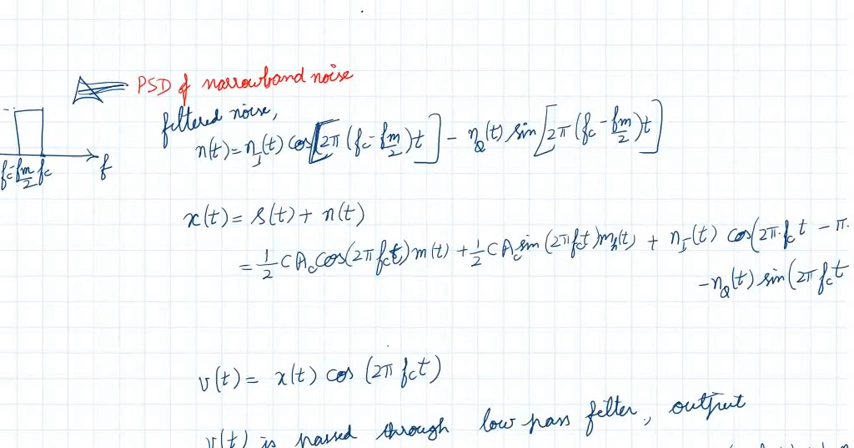 PSD of narrowband noise
filtered noise,
n(t) = n_I(t) cos[2π(f_c - f_m/2)t] - n_Q(t) sin[2π(f_c - f_m/2)t]
f_c - f_m/2 f_c f
x(t) = s(t) + n(t)
= 1/2 C A_c cos(2π f_c t) m(t) + 1/2 C A_c sin(2π f_c t) m_h(t) + n_I(t) cos(2π f_c t - π
- n_Q(t) sin(2π f_c t
v(t) = x(t) cos (2π f_c t)
v(t) is passed through low pass filter, output